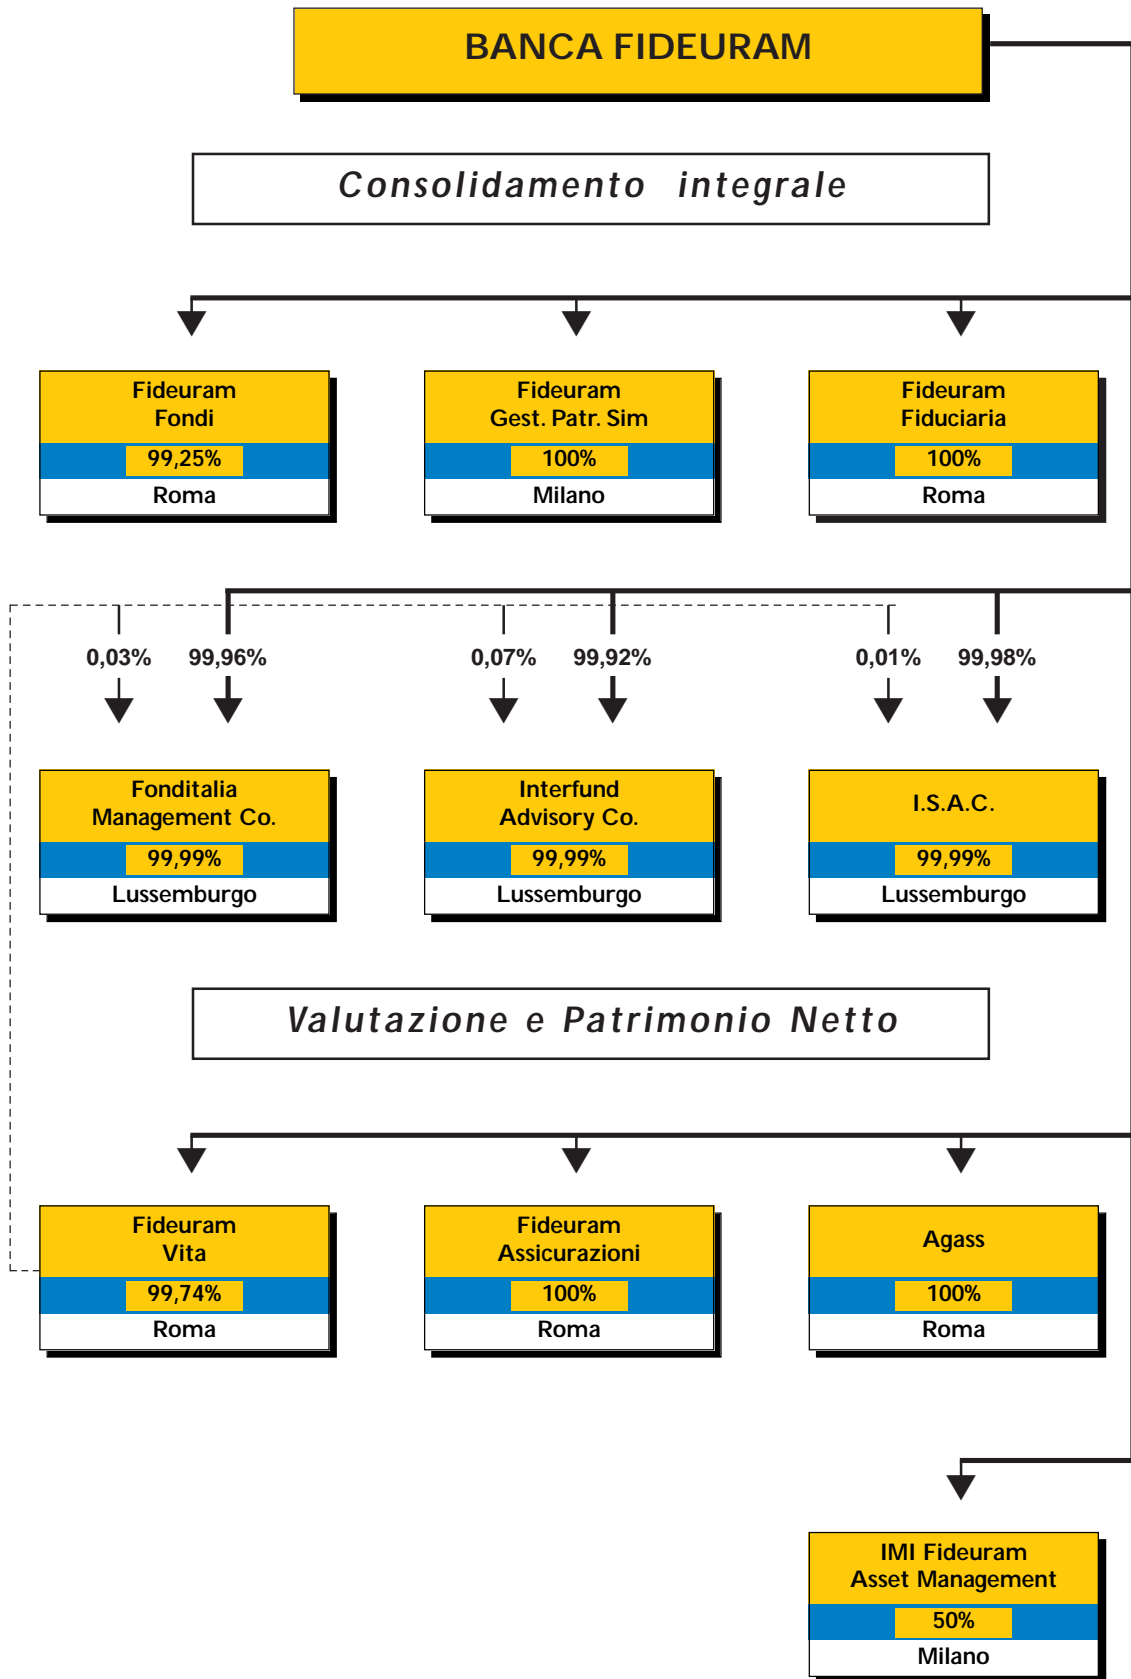 BANCA FIDEURAM
Consolidamento integrale
Fideuram
Fondi
99,25%
Roma
Fideuram
Gest. Patr. Sim
100%
Milano
Fideuram
Fiduciaria
100%
Roma
0,03% 99,96% 0,07% 99,92% 0,01% 99,98%
Fonditalia
Management Co.
99,99%
Lussemburgo
Interfund
Advisory Co.
99,99%
Lussemburgo
I.S.A.C.
99,99%
Lussemburgo
Valutazione e Patrimonio Netto
Fideuram
Vita
99,74%
Roma
Fideuram
Assicurazioni
100%
Roma
Agass
100%
Roma
IMI Fideuram
Asset Management
50%
Milano